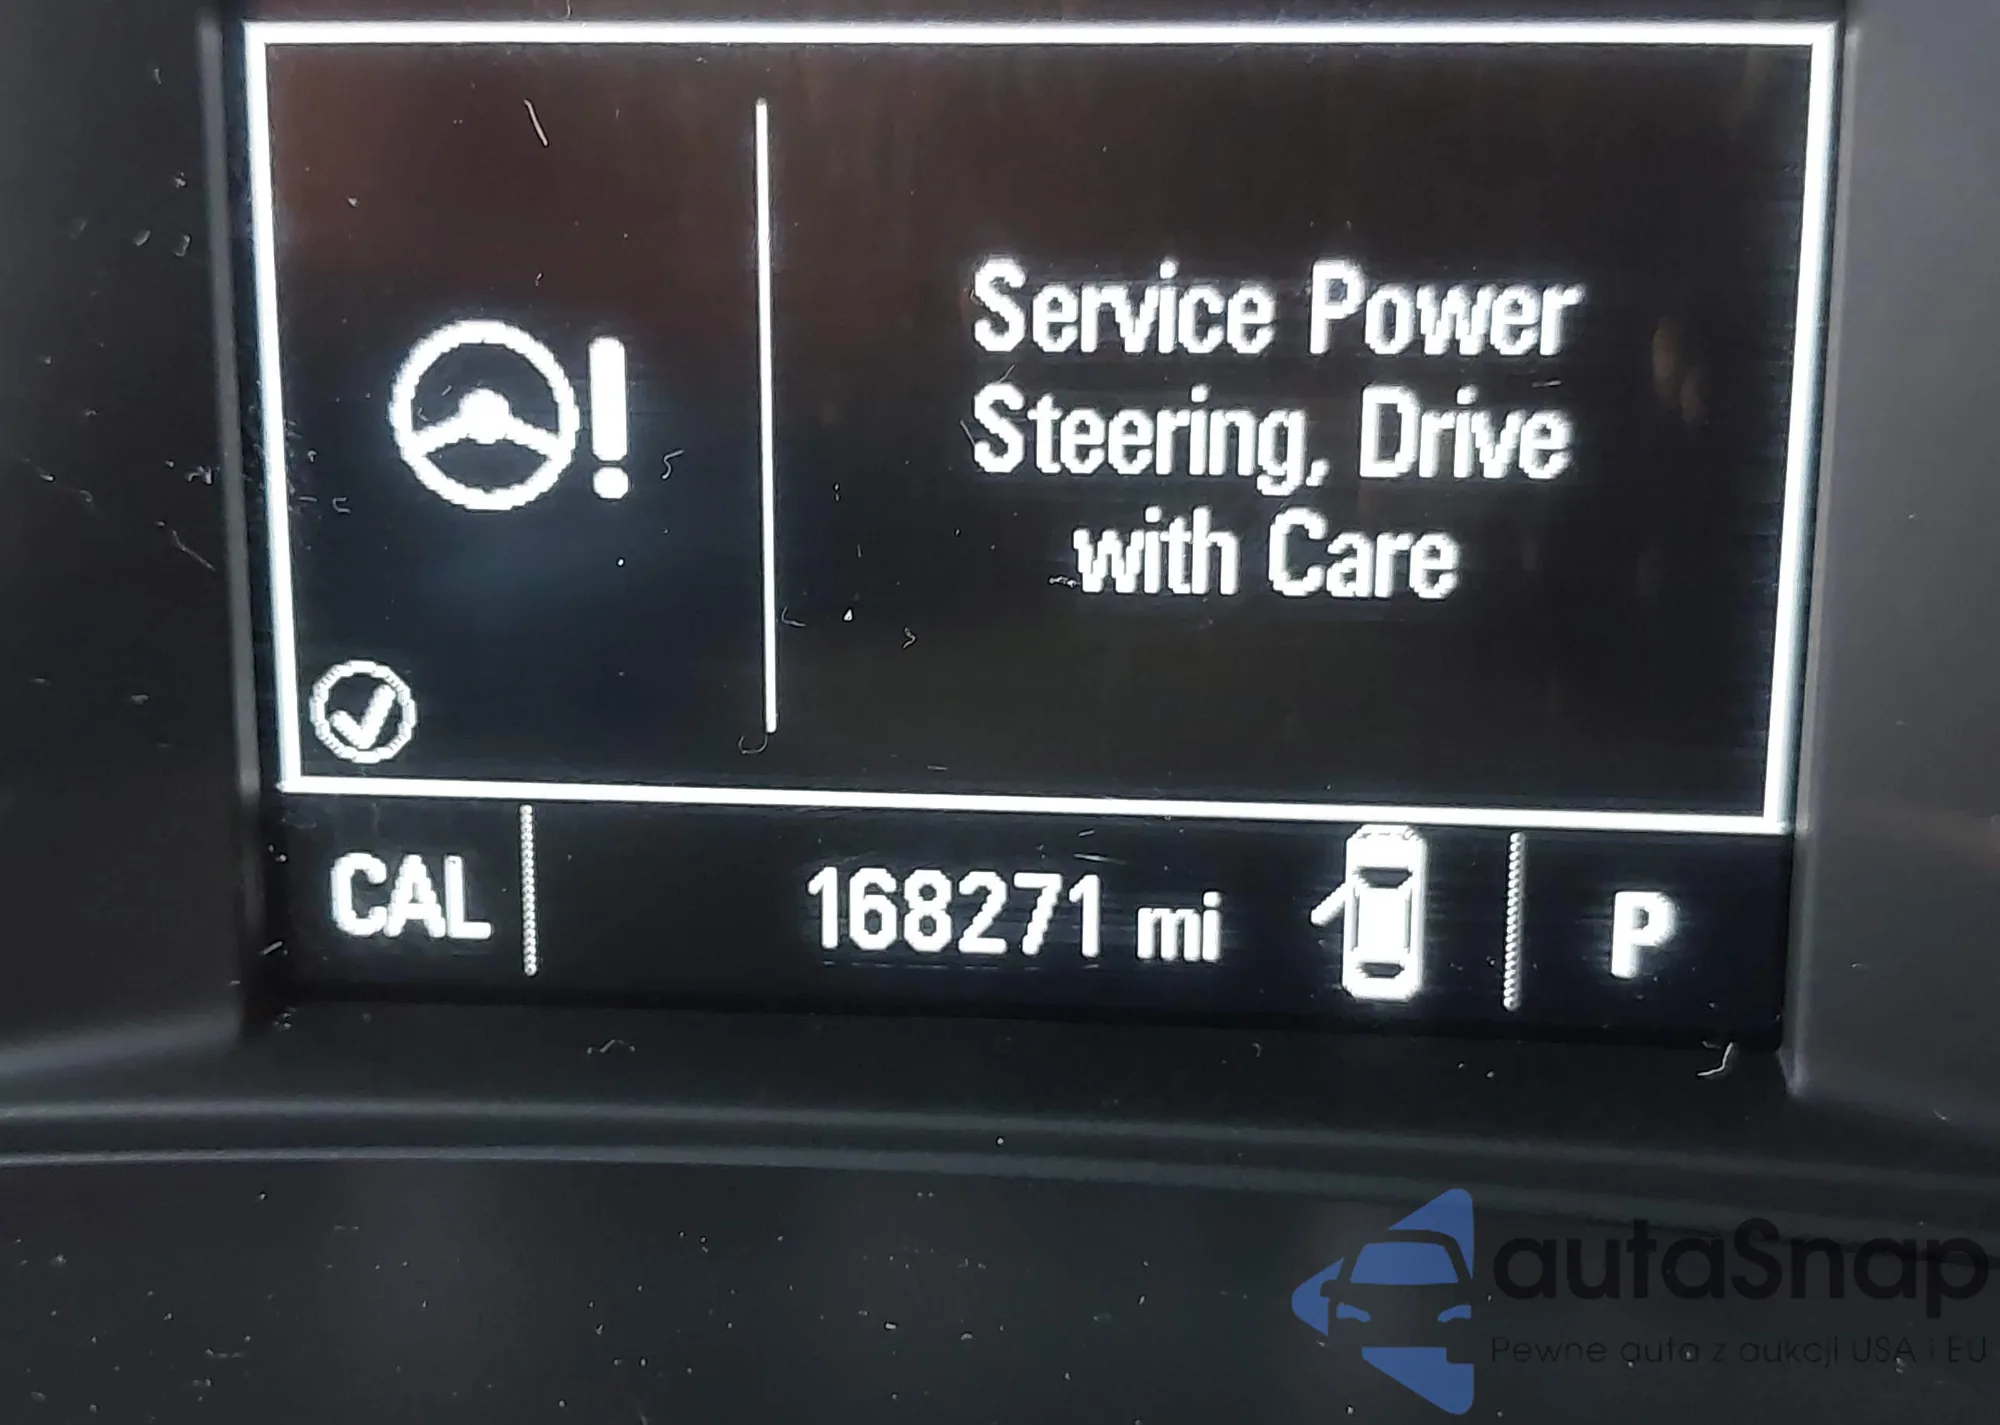 Service Power
Steering, Drive
with Care
CAL
168271 mi
P
autaSnap
Pewne auta z aukcji USA i EU